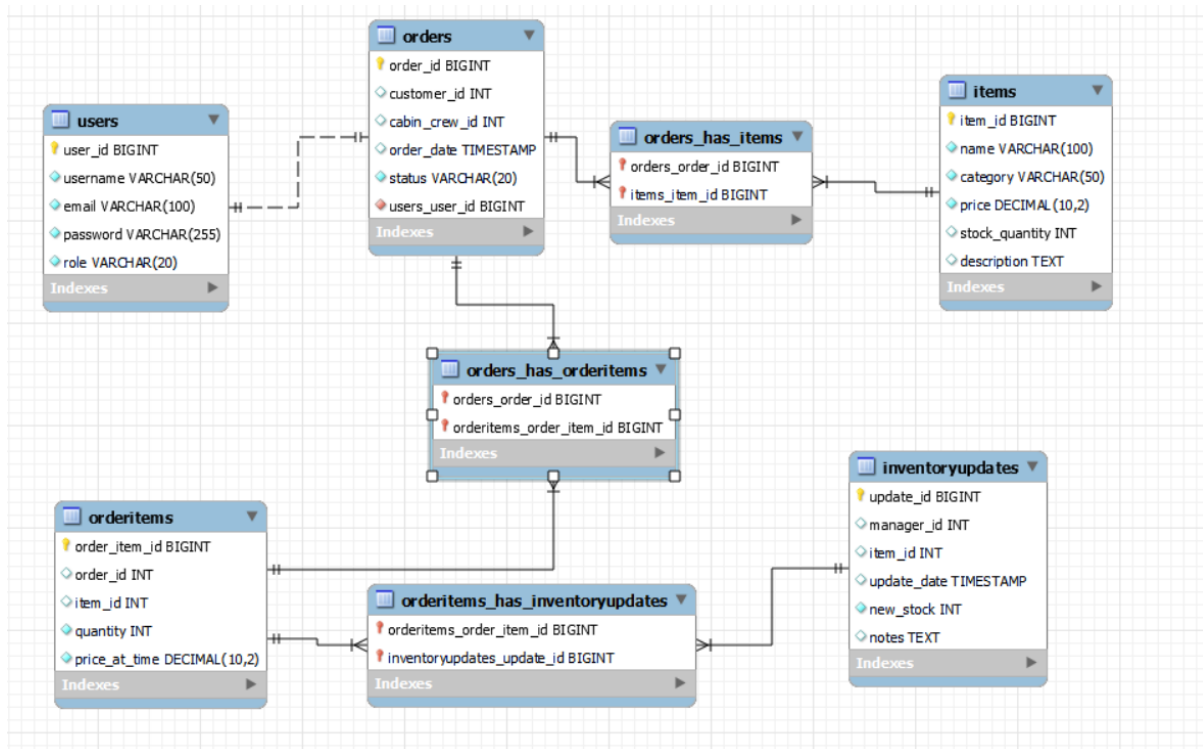 orders
order_id BIGINT
customer_id INT
cabin_crew_id INT
order_date TIMESTAMP
status VARCHAR(20)
users_user_id BIGINT
Indexes
users
user_id BIGINT
username VARCHAR(50)
email VARCHAR(100)
password VARCHAR(255)
role VARCHAR(20)
Indexes
orders_has_items
orders_order_id BIGINT
items_item_id BIGINT
Indexes
items
item_id BIGINT
name VARCHAR(100)
category VARCHAR(50)
price DECIMAL(10,2)
stock_quantity INT
description TEXT
Indexes
orders_has_orderitems
orders_order_id BIGINT
orderitems_order_item_id BIGINT
Indexes
orderitems
order_item_id BIGINT
order_id INT
item_id INT
quantity INT
price_at_time DECIMAL(10,2)
Indexes
orderitems_has_inventoryupdates
orderitems_order_item_id BIGINT
inventoryupdates_update_id BIGINT
Indexes
inventoryupdates
update_id BIGINT
manager_id INT
item_id INT
update_date TIMESTAMP
new_stock INT
notes TEXT
Indexes